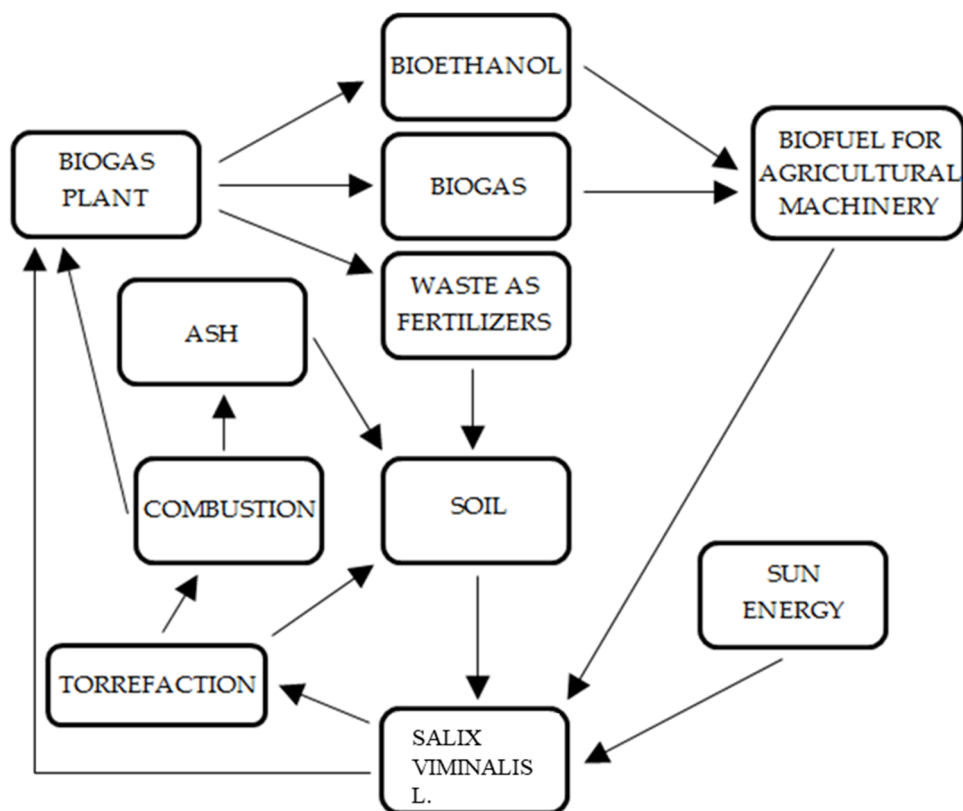 BIOETHANOL
BIOGAS
PLANT
BIOGAS
BIOFUEL FOR
AGRICULTURAL
MACHINERY
WASTE AS
FERTILIZERS
ASH
COMBUSTION
SOIL
SUN
ENERGY
TORREFACTION
SALIX
VIMINALIS
L.